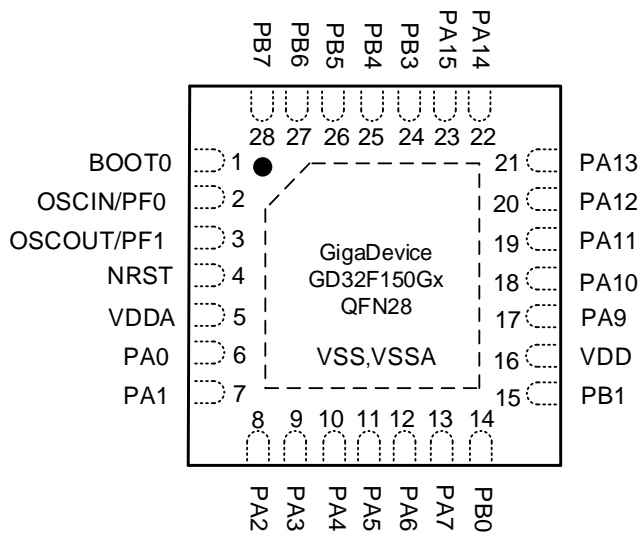 PB7 PB6 PB5 PB4 PB3 PA15 PA14
28 27 26 25 24 23 22
BOOT0 1 21 PA13
OSCIN/PF0 2 20 PA12
OSCOUT/PF1 3 19 PA11
GigaDevice
GD32F150Gx
QFN28
NRST 4 18 PA10
VDDA 5 17 PA9
PA0 6 VSS,VSSA 16 VDD
PA1 7 15 PB1
8 9 10 11 12 13 14
PA2 PA3 PA4 PA5 PA6 PA7 PB0